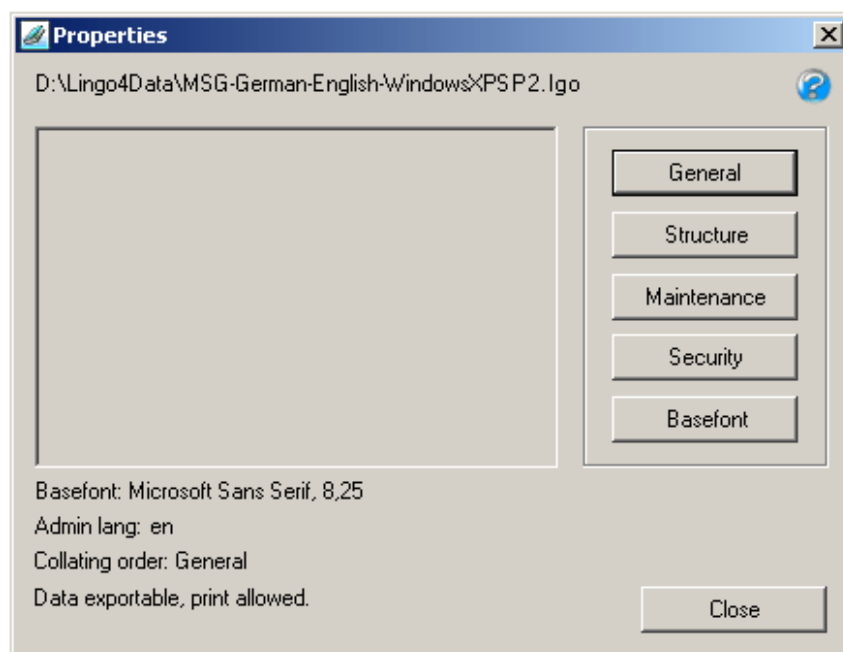 Properties
D:\Lingo4Data\MSG-German-English-WindowsXPSP2.lgo
General
Structure
Maintenance
Security
Basefont
Basefont: Microsoft Sans Serif, 8,25
Admin lang: en
Collating order: General
Data exportable, print allowed.
Close